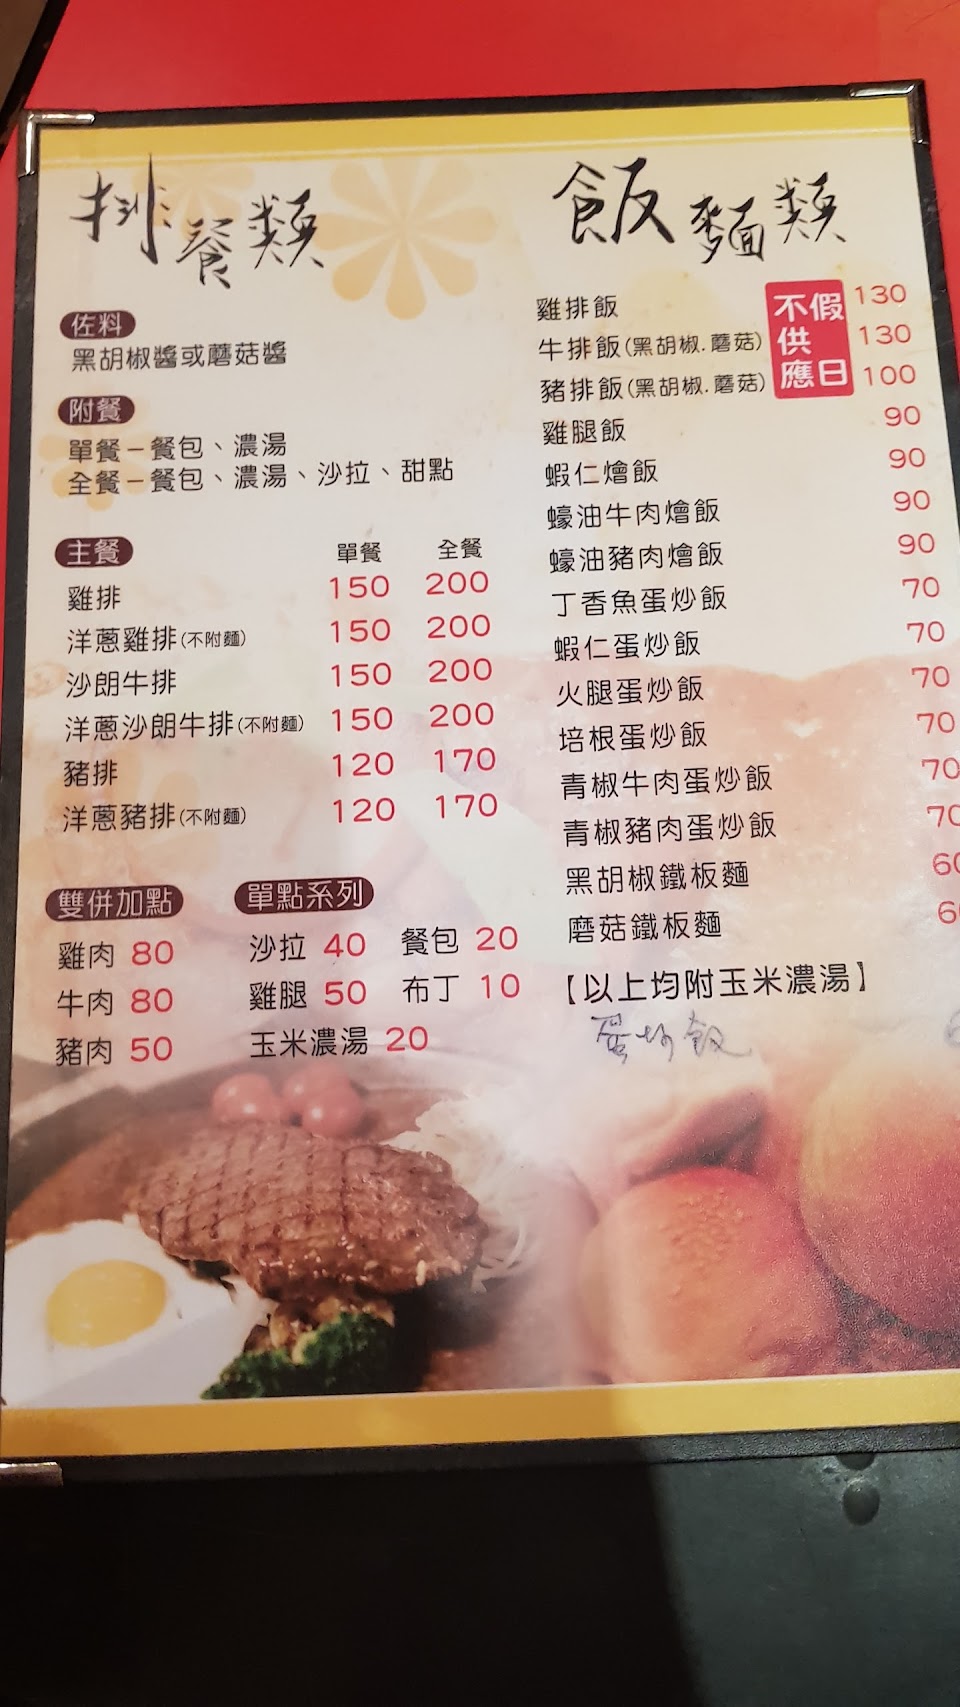 排餐類
佐料
黑胡椒醬或蘑菇醬
附餐
單餐－餐包、濃湯
全餐－餐包、濃湯、沙拉、甜點
主餐 單餐 全餐
雞排 150 200
洋蔥雞排(不附麵) 150 200
沙朗牛排 150 200
洋蔥沙朗牛排(不附麵) 150 200
豬排 120 170
洋蔥豬排(不附麵) 120 170
雙併加點
雞肉 80
牛肉 80
豬肉 50
單點系列
沙拉 40 餐包 20
雞腿 50 布丁 10
玉米濃湯 20
飯麵類
假日不供應
雞排飯 130
牛排飯(黑胡椒.蘑菇) 130
豬排飯(黑胡椒.蘑菇) 100
雞腿飯 90
蝦仁燴飯 90
蠔油牛肉燴飯 90
蠔油豬肉燴飯 90
丁香魚蛋炒飯 70
蝦仁蛋炒飯 70
火腿蛋炒飯 70
培根蛋炒飯 70
青椒牛肉蛋炒飯 70
青椒豬肉蛋炒飯 70
黑胡椒鐵板麵 60
磨菇鐵板麵 60
【以上均附玉米濃湯】
蛋炒飯